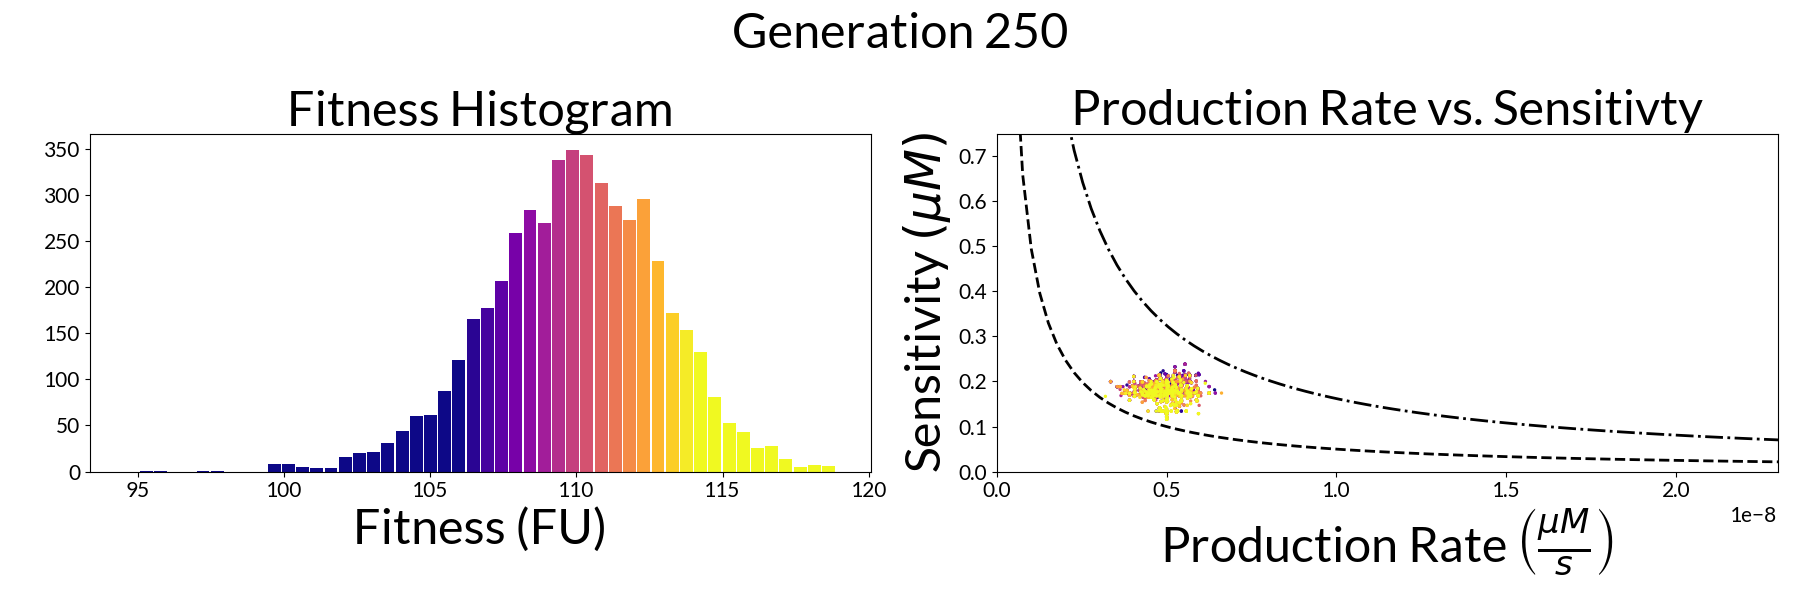 Generation 250
Fitness Histogram
350
300
250
200
150
100
50
0
95 100 105 110 115 120
Fitness (FU)
Production Rate vs. Sensitivty
Sensitivity (μM)
0.7
0.6
0.5
0.4
0.3
0.2
0.1
0.0
0.0 0.5 1.0 1.5 2.0
1e−8
Production Rate (μM/s)